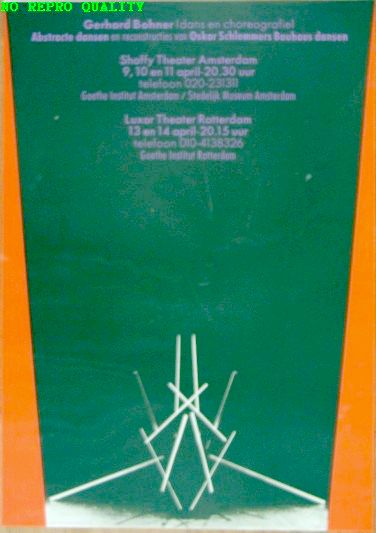 NO REPRO QUALITY
Gerhard Bohner (dans en choreografie)
Abstracte dansen en reconstructies van Oskar Schlemmers Bauhaus dansen
Shaffy Theater Amsterdam
9, 10 en 11 april-20.30 uur
telefoon 020-231311
Goethe Institut Amsterdam / Stedelijk Museum Amsterdam
Luxor Theater Rotterdam
13 en 14 april-20.15 uur
telefoon 010-4138326
Goethe Institut Rotterdam